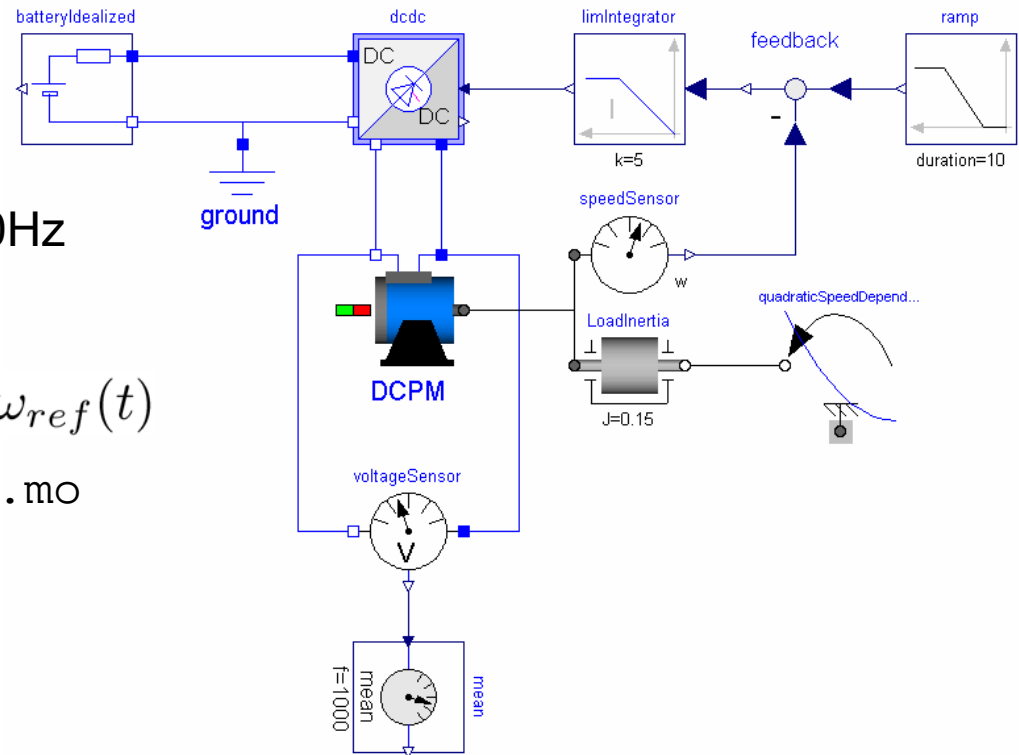 batteryIdealized
dcdc
limIntegrator
ramp
feedback
DC
DC
I
-
k=5
duration=10
ground
speedSensor
0Hz
w
quadraticSpeedDepend...
LoadInertia
DCPM
J=0.15
ω_ref(t)
.mo
voltageSensor
V
mean
f=1000
mean